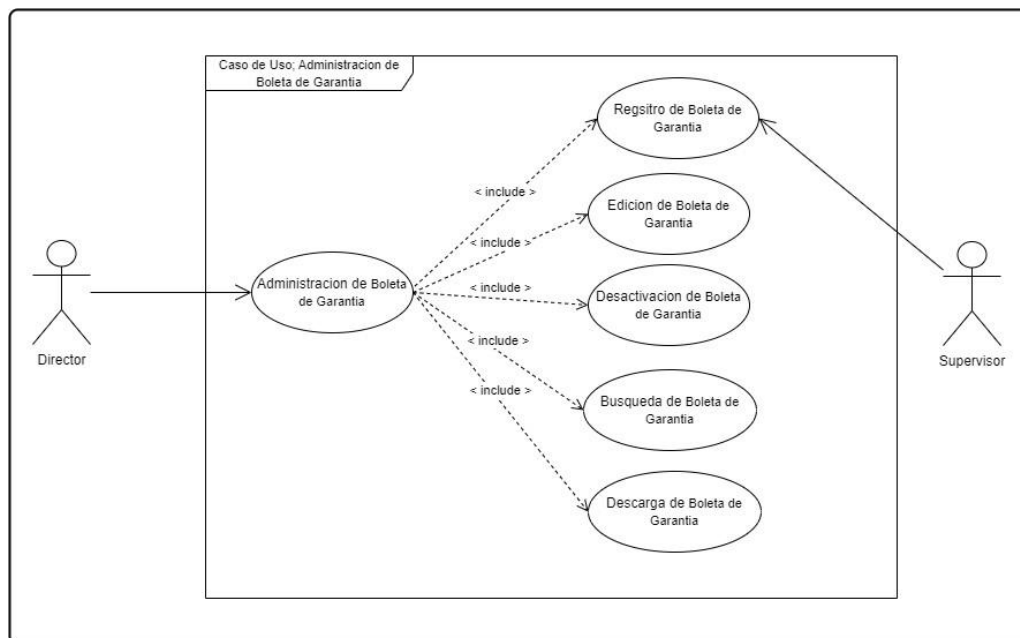 Caso de Uso; Administracion de
Boleta de Garantia
Regsitro de Boleta de
Garantia
< include >
Edicion de Boleta de
Garantia
< include >
Administracion de Boleta
de Garantia
< include >
Desactivacion de Boleta
de Garantia
< include >
Director
Supervisor
< include >
Busqueda de Boleta de
Garantia
Descarga de Boleta de
Garantia